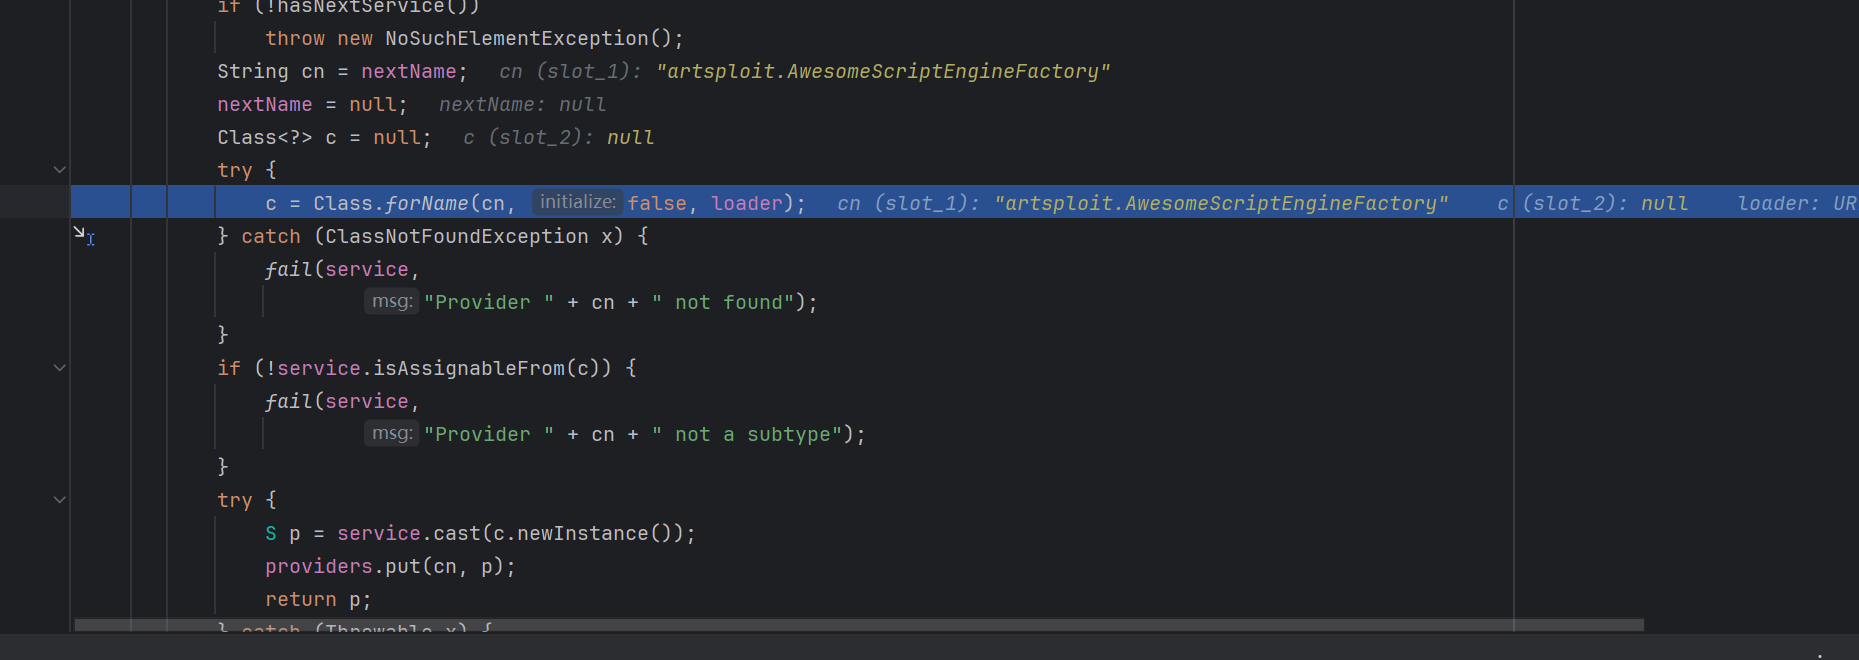 if (!hasNextService())
throw new NoSuchElementException();
String cn = nextName; cn (slot_1): "artsploit.AwesomeScriptEngineFactory"
nextName = null; nextName: null
Class<?> c = null; c (slot_2): null
try {
c = Class.forName(cn, initialize: false, loader); cn (slot_1): "artsploit.AwesomeScriptEngineFactory" c (slot_2): null loader: UR
} catch (ClassNotFoundException x) {
fail(service,
msg: "Provider " + cn + " not found");
}
if (!service.isAssignableFrom(c)) {
fail(service,
msg: "Provider " + cn + " not a subtype");
}
try {
S p = service.cast(c.newInstance());
providers.put(cn, p);
return p;
} catch (Throwable x) {